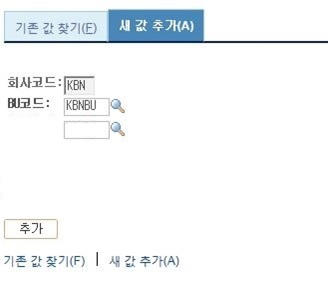 기존 값 찾기(F) 새 값 추가(A)
회사코드: KBN
BU코드: KBNBU
추가
기존 값 찾기(F) | 새 값 추가(A)